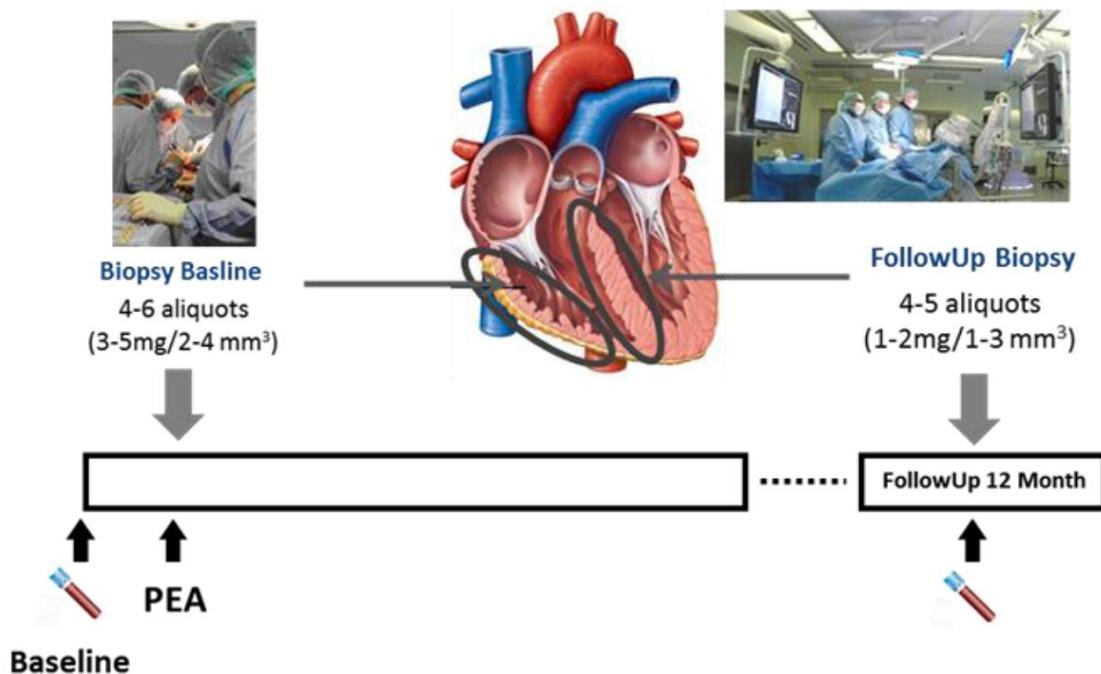 Biopsy Basline
4-6 aliquots
(3-5mg/2-4 mm³)
FollowUp Biopsy
4-5 aliquots
(1-2mg/1-3 mm³)
FollowUp 12 Month
PEA
Baseline